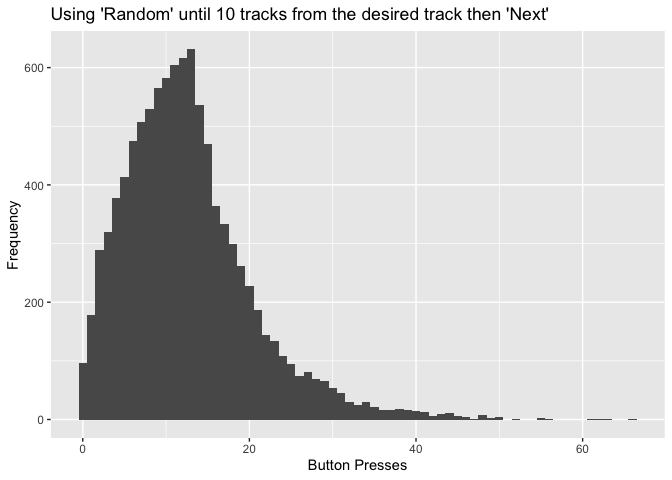 Using 'Random' until 10 tracks from the desired track then 'Next'
600
400
200
0
Frequency
0 20 40 60
Button Presses